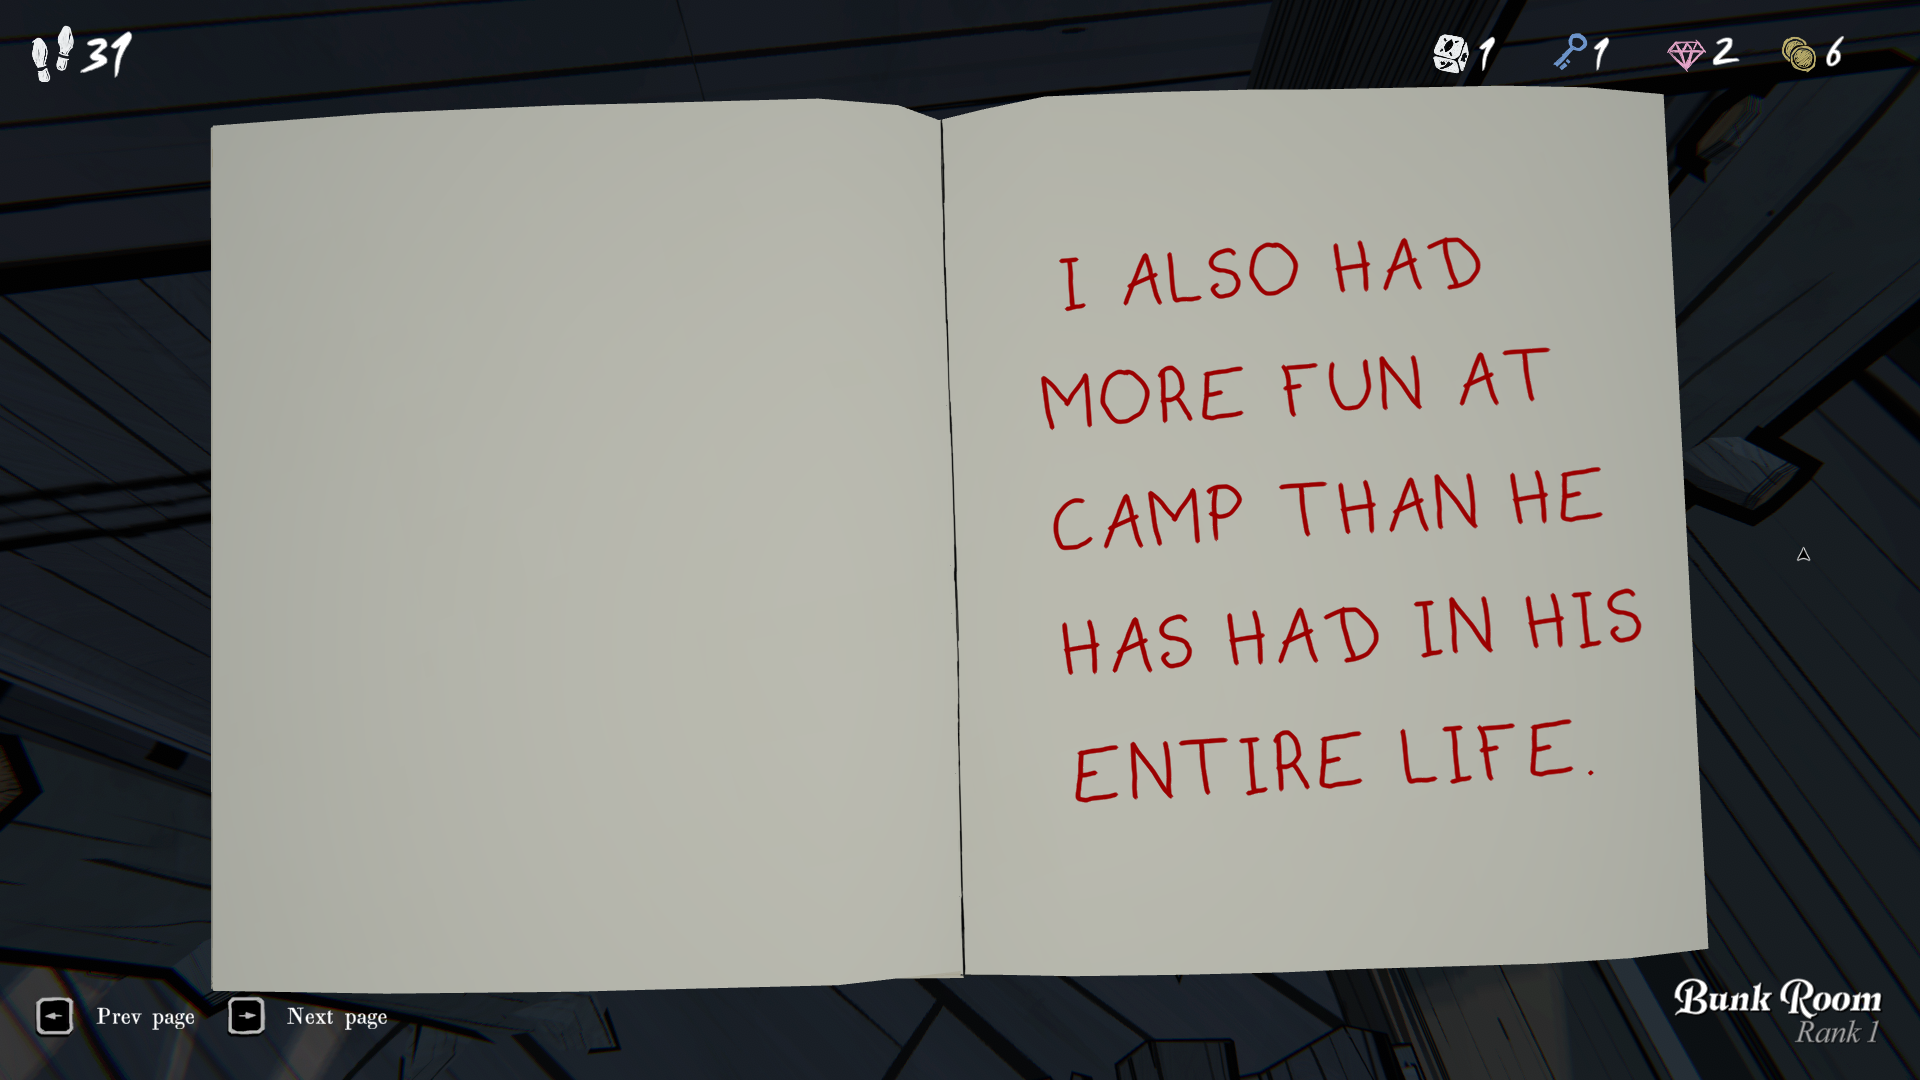 31
1
1
2
6
I ALSO HAD
MORE FUN AT
CAMP THAN HE
HAS HAD IN HIS
ENTIRE LIFE.
Prev page
Next page
Bunk Room
Rank 1